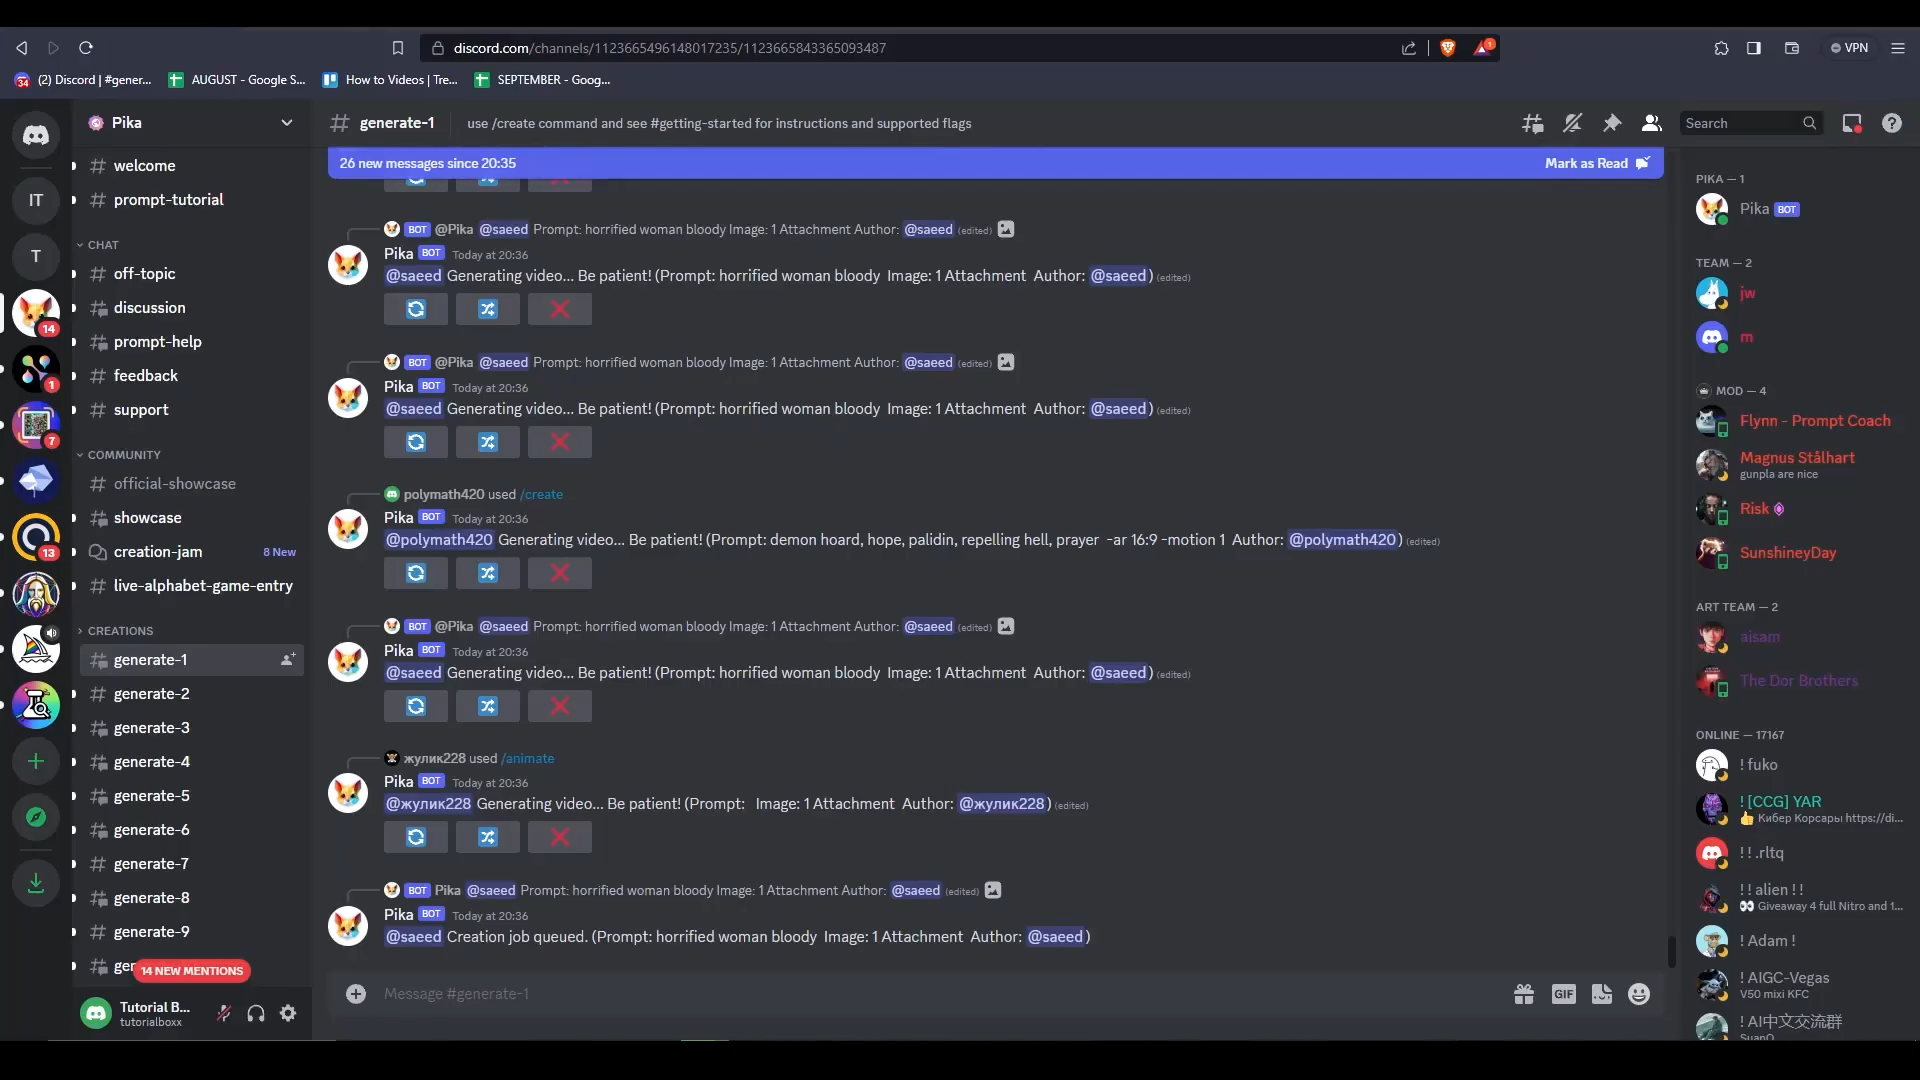 discord.com/channels/1123665496148017235/1123665843365093487
1
VPN
34
(2) Discord | #gener...
AUGUST - Google S...
How to Videos | Tre...
SEPTEMBER - Goog...
Pika
# generate-1
use /create command and see #getting-started for instructions and supported flags
Search
26 new messages since 20:35
Mark as Read
IT
T
14
1
7
13
welcome
prompt-tutorial
CHAT
off-topic
discussion
prompt-help
feedback
support
COMMUNITY
official-showcase
showcase
creation-jam
8 New
live-alphabet-game-entry
CREATIONS
generate-1
generate-2
generate-3
generate-4
generate-5
generate-6
generate-7
generate-8
generate-9
ger
14 NEW MENTIONS
Tutorial B...
tutorialboxx
BOT @Pika @saeed Prompt: horrified woman bloody Image: 1 Attachment Author: @saeed (edited)
Pika BOT Today at 20:36
@saeed Generating video... Be patient! (Prompt: horrified woman bloody Image: 1 Attachment Author: @saeed) (edited)
BOT @Pika @saeed Prompt: horrified woman bloody Image: 1 Attachment Author: @saeed (edited)
Pika BOT Today at 20:36
@saeed Generating video... Be patient! (Prompt: horrified woman bloody Image: 1 Attachment Author: @saeed) (edited)
polymath420 used /create
Pika BOT Today at 20:36
@polymath420 Generating video... Be patient! (Prompt: demon hoard, hope, palidin, repelling hell, prayer -ar 16:9 -motion 1 Author: @polymath420) (edited)
BOT @Pika @saeed Prompt: horrified woman bloody Image: 1 Attachment Author: @saeed (edited)
Pika BOT Today at 20:36
@saeed Generating video... Be patient! (Prompt: horrified woman bloody Image: 1 Attachment Author: @saeed) (edited)
жулик228 used /animate
Pika BOT Today at 20:36
@жулик228 Generating video... Be patient! (Prompt: Image: 1 Attachment Author: @жулик228) (edited)
BOT Pika @saeed Prompt: horrified woman bloody Image: 1 Attachment Author: @saeed (edited)
Pika BOT Today at 20:36
@saeed Creation job queued. (Prompt: horrified woman bloody Image: 1 Attachment Author: @saeed)
Message #generate-1
GIF
PIKA — 1
Pika BOT
TEAM — 2
jw
m
MOD — 4
Flynn - Prompt Coach
Magnus Stålhart
gunpla are nice
Risk
SunshineyDay
ART TEAM — 2
aisam
The Dor Brothers
ONLINE — 17167
! fuko
! [CCG] YAR
👍 Кибер Корсары https://di...
! ! .rltq
! ! alien ! !
👀 Giveaway 4 full Nitro and 1...
! Adam !
! AIGC-Vegas
V50 mixi KFC
! AI中文交流群
SuanQ